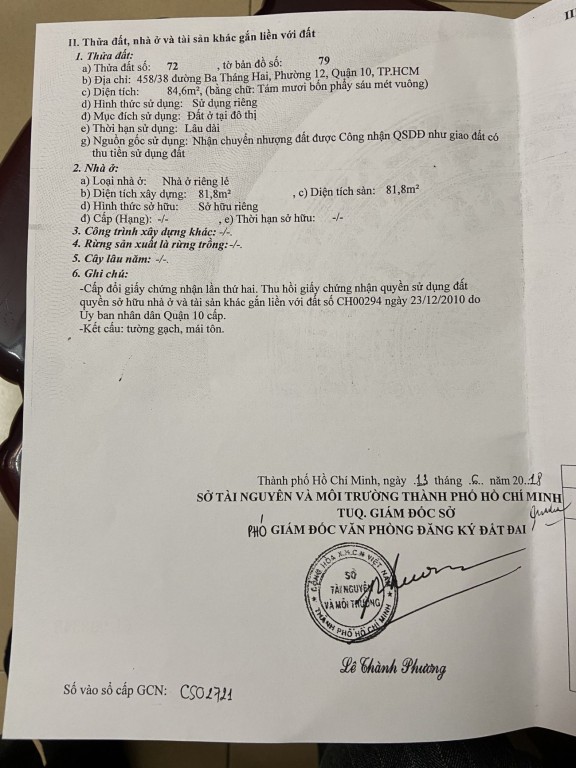 II. Thửa đất, nhà ở và tài sản khác gắn liền với đất
1. Thửa đất:
a) Thửa đất số: 72 , tờ bản đồ số: 79
b) Địa chỉ: 458/38 đường Ba Tháng Hai, Phường 12, Quận 10, TP.HCM
c) Diện tích: 84,6m², (bằng chữ: Tám mươi bốn phẩy sáu mét vuông)
d) Hình thức sử dụng: Sử dụng riêng
đ) Mục đích sử dụng: Đất ở tại đô thị
e) Thời hạn sử dụng: Lâu dài
g) Nguồn gốc sử dụng: Nhận chuyển nhượng đất được Công nhận QSDĐ như giao đất có
thu tiền sử dụng đất
2. Nhà ở:
a) Loại nhà ở: Nhà ở riêng lẻ
b) Diện tích xây dựng: 81,8m² , c) Diện tích sàn: 81,8m²
d) Hình thức sở hữu: Sở hữu riêng
đ) Cấp (Hạng): -/- , e) Thời hạn sở hữu: -/-
3. Công trình xây dựng khác: -/-.
4. Rừng sản xuất là rừng trồng: -/-.
5. Cây lâu năm: -/-.
6. Ghi chú:
-Cấp đổi giấy chứng nhận lần thứ hai. Thu hồi giấy chứng nhận quyền sử dụng đất
quyền sở hữu nhà ở và tài sản khác gắn liền với đất số CH00294 ngày 23/12/2010 do
Ủy ban nhân dân Quận 10 cấp.
-Kết cấu: tường gạch, mái tôn.
Thành phố Hồ Chí Minh, ngày .13 tháng .6.. năm 20..18
SỞ TÀI NGUYÊN VÀ MÔI TRƯỜNG THÀNH PHỐ HỒ CHÍ MINH
TUQ. GIÁM ĐỐC SỞ
PHÓ GIÁM ĐỐC VĂN PHÒNG ĐĂNG KÝ ĐẤT ĐAI
CỘNG HÒA X.H.C.N VIỆT NAM
SỞ
TÀI NGUYÊN
VÀ MÔI TRƯỜNG
THÀNH PHỐ HỒ CHÍ MINH
Lê Thành Phương
Số vào sổ cấp GCN: CS02721